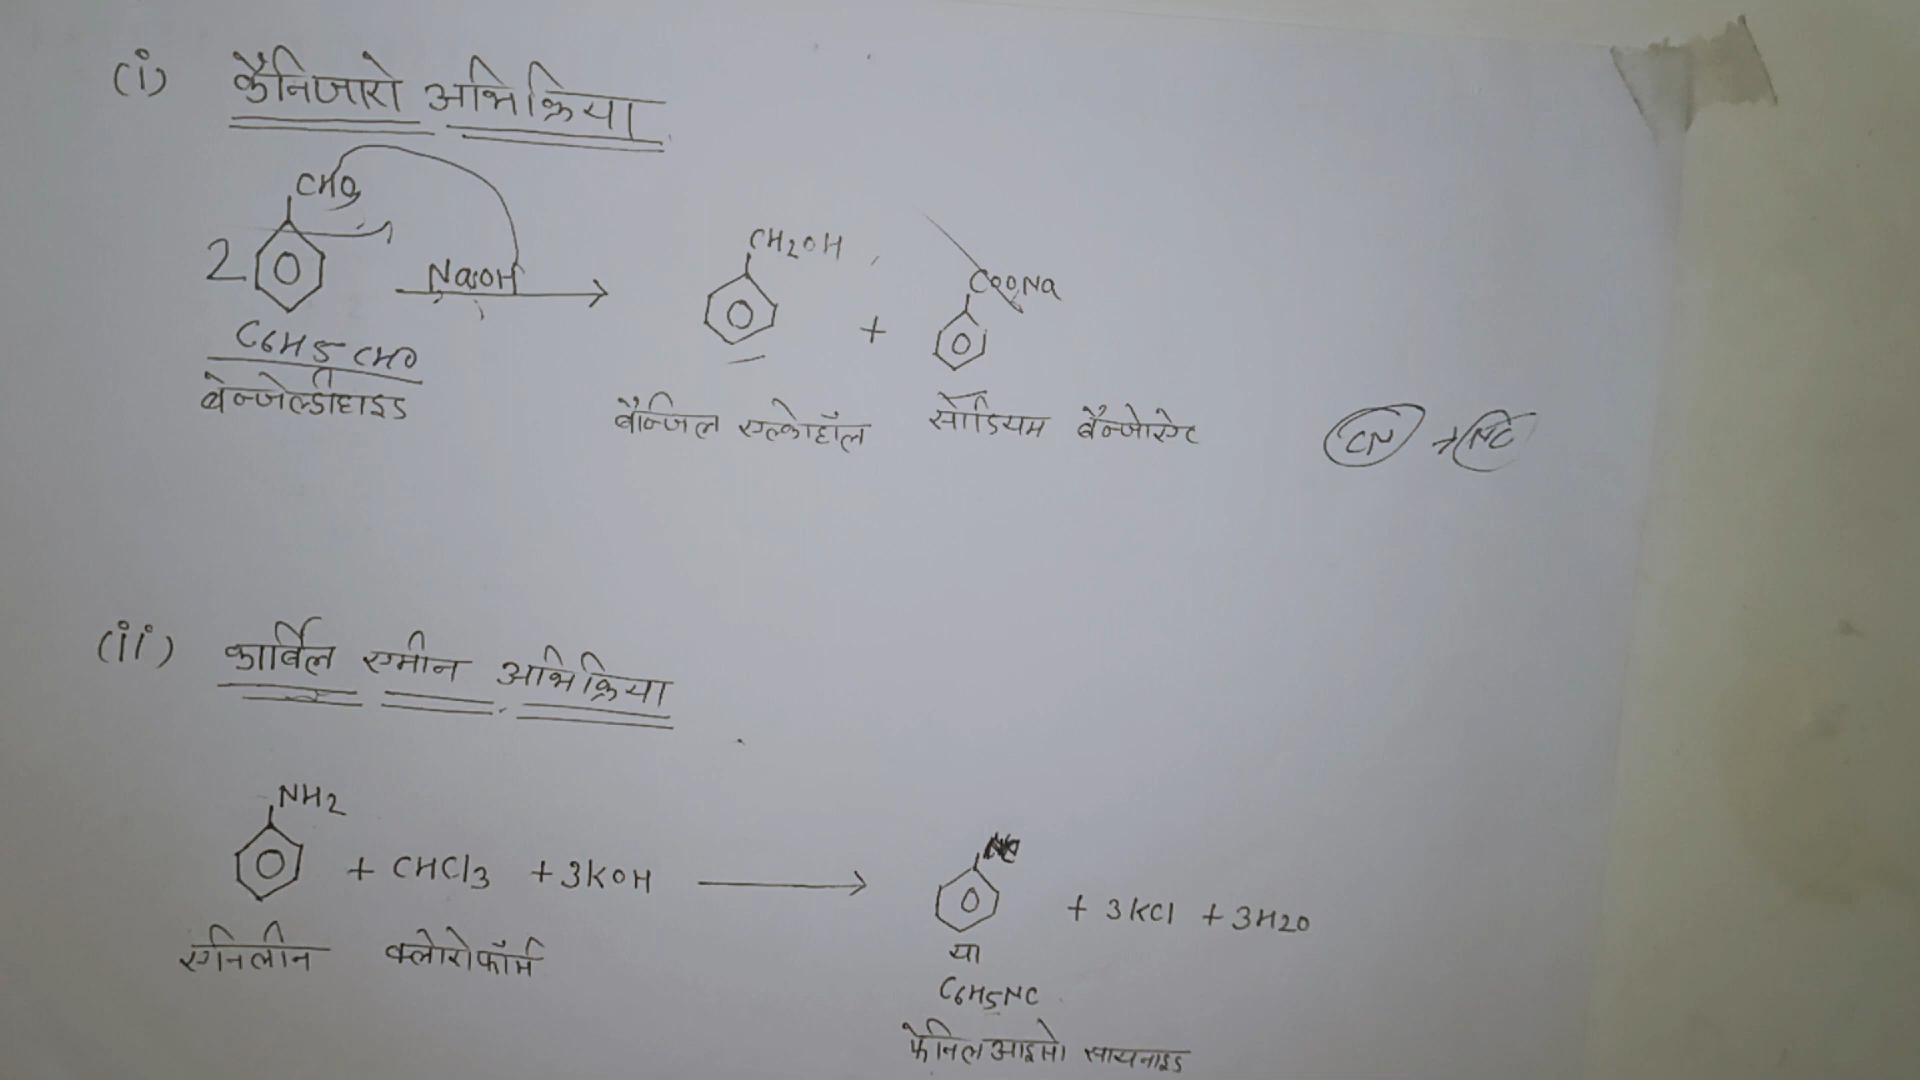 (i) कैनिजारो अभिक्रिया
CHO
2 NaOH CH2OH + COONa
C6H5CHO
बेन्जेल्डीहाइड बैन्जिल एल्कोहॉल सोडियम बैन्जोएट CN NC
(ii) कार्बिल एमीन अभिक्रिया
NH2
+ CHCl3 + 3KOH + 3KCl + 3H2O
एनिलीन क्लोरोफॉर्म
या
C6H5NC
फेनिल आइसो सायनाइड